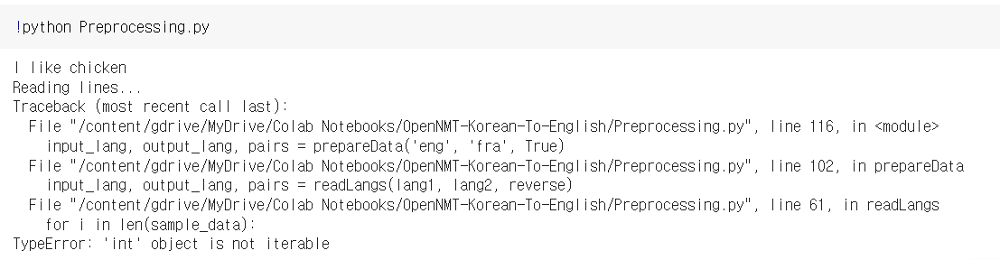 !python Preprocessing.py
I like chicken
Reading lines...
Traceback (most recent call last):
  File "/content/gdrive/MyDrive/Colab Notebooks/OpenNMT-Korean-To-English/Preprocessing.py", line 116, in <module>
    input_lang, output_lang, pairs = prepareData('eng', 'fra', True)
  File "/content/gdrive/MyDrive/Colab Notebooks/OpenNMT-Korean-To-English/Preprocessing.py", line 102, in prepareData
    input_lang, output_lang, pairs = readLangs(lang1, lang2, reverse)
  File "/content/gdrive/MyDrive/Colab Notebooks/OpenNMT-Korean-To-English/Preprocessing.py", line 61, in readLangs
    for i in len(sample_data):
TypeError: 'int' object is not iterable